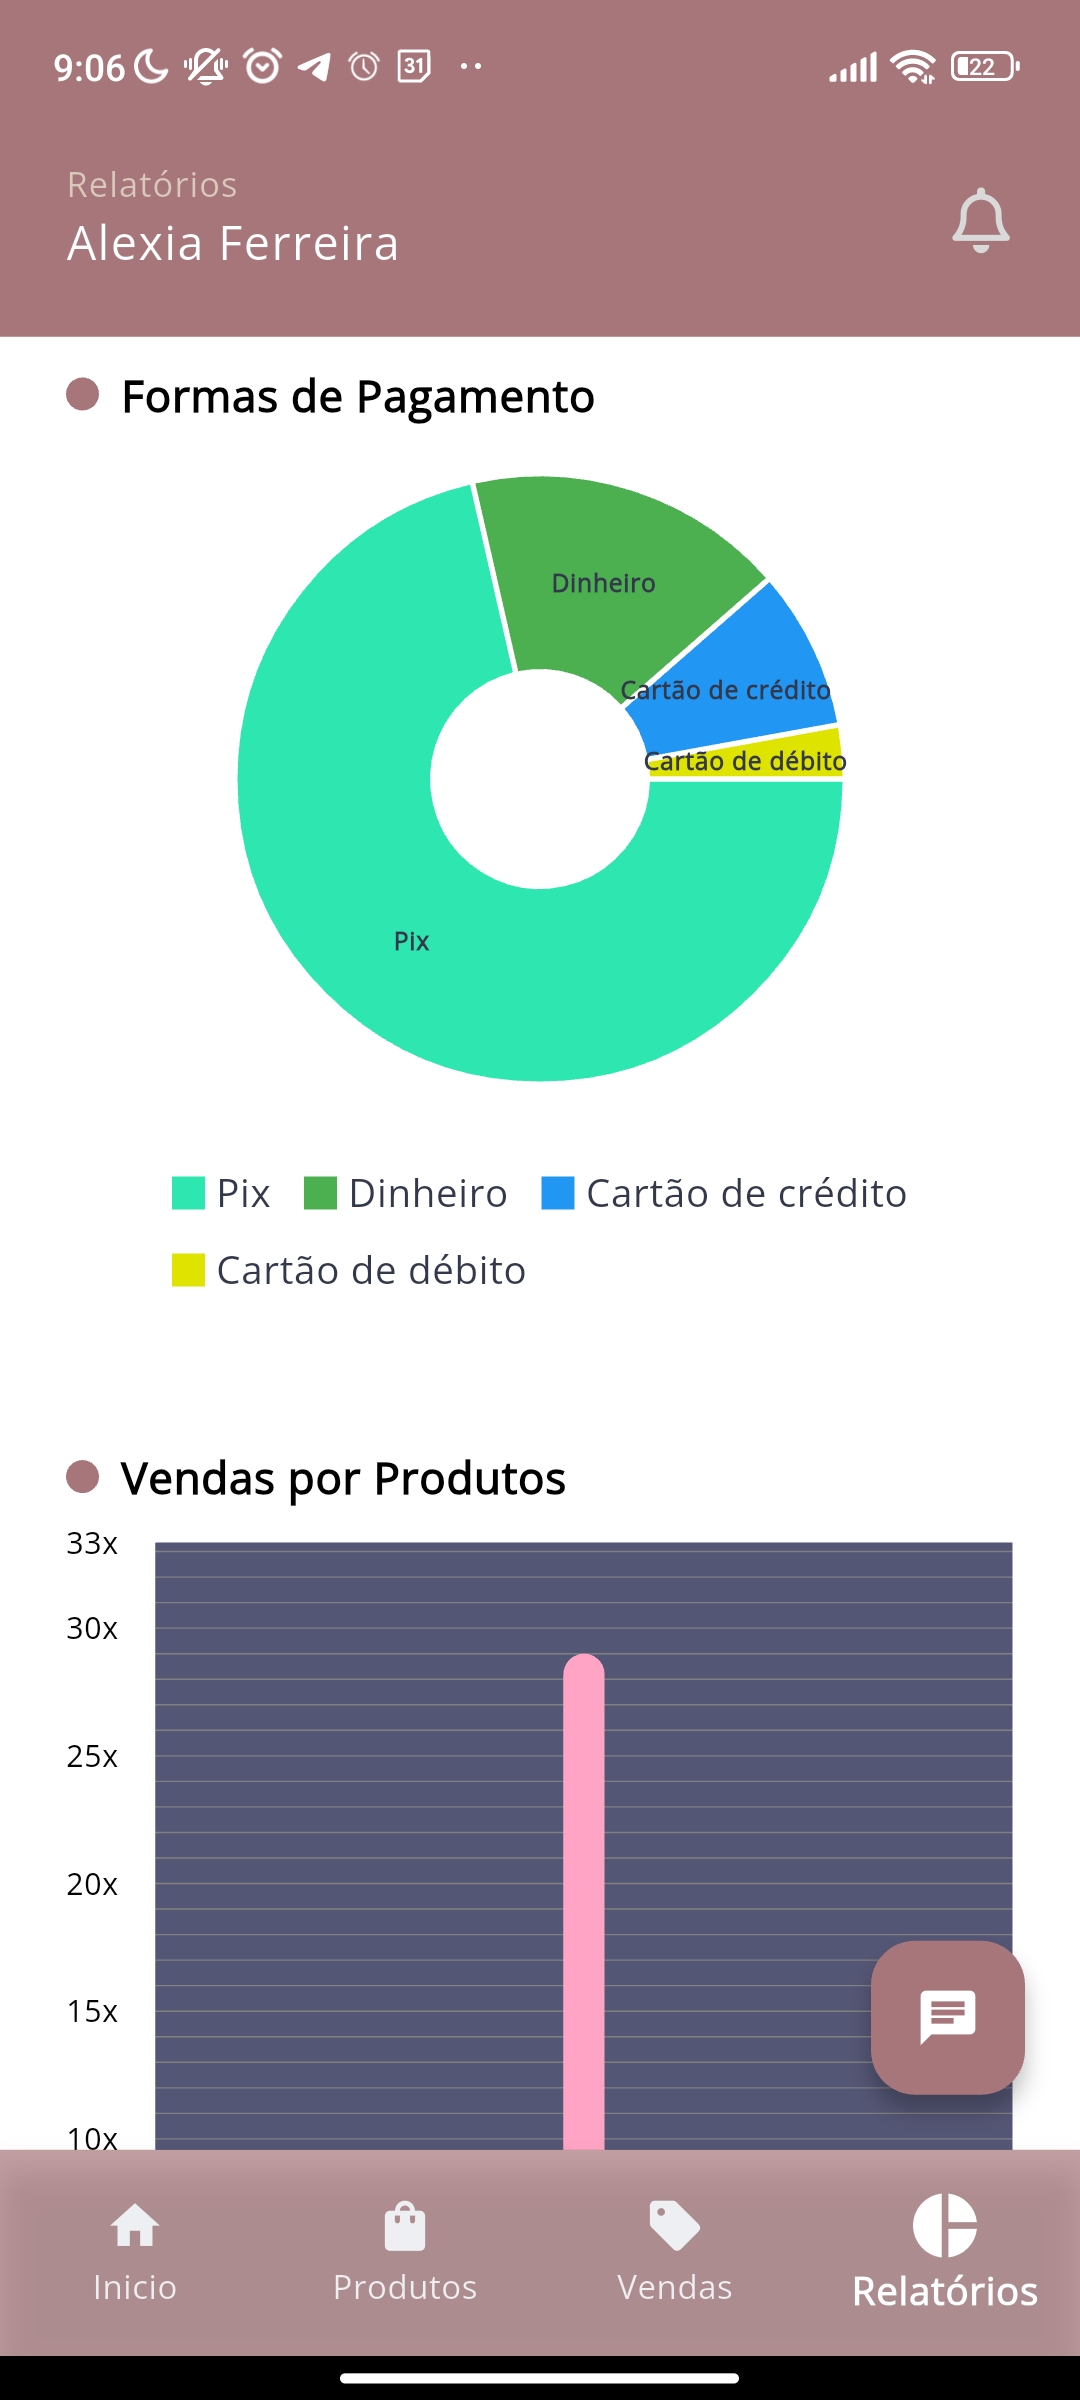 9:06
31
22
Relatórios
Alexia Ferreira
Formas de Pagamento
Dinheiro
Cartão de crédito
Cartão de débito
Pix
Pix Dinheiro Cartão de crédito
Cartão de débito
Vendas por Produtos
33x
30x
25x
20x
15x
10x
Inicio Produtos Vendas Relatórios